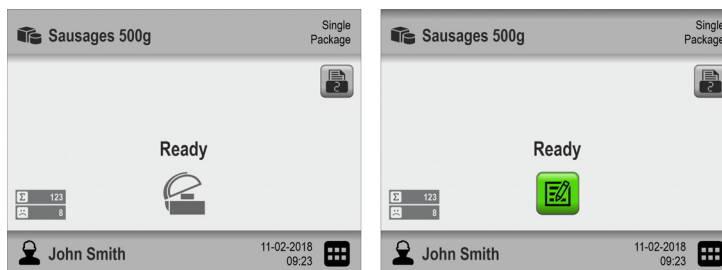 Sausages 500g
Single
Package
Ready
Σ 123
8
John Smith
11-02-2018
09:23
Sausages 500g
Single
Package
Ready
Σ 123
8
John Smith
11-02-2018
09:23